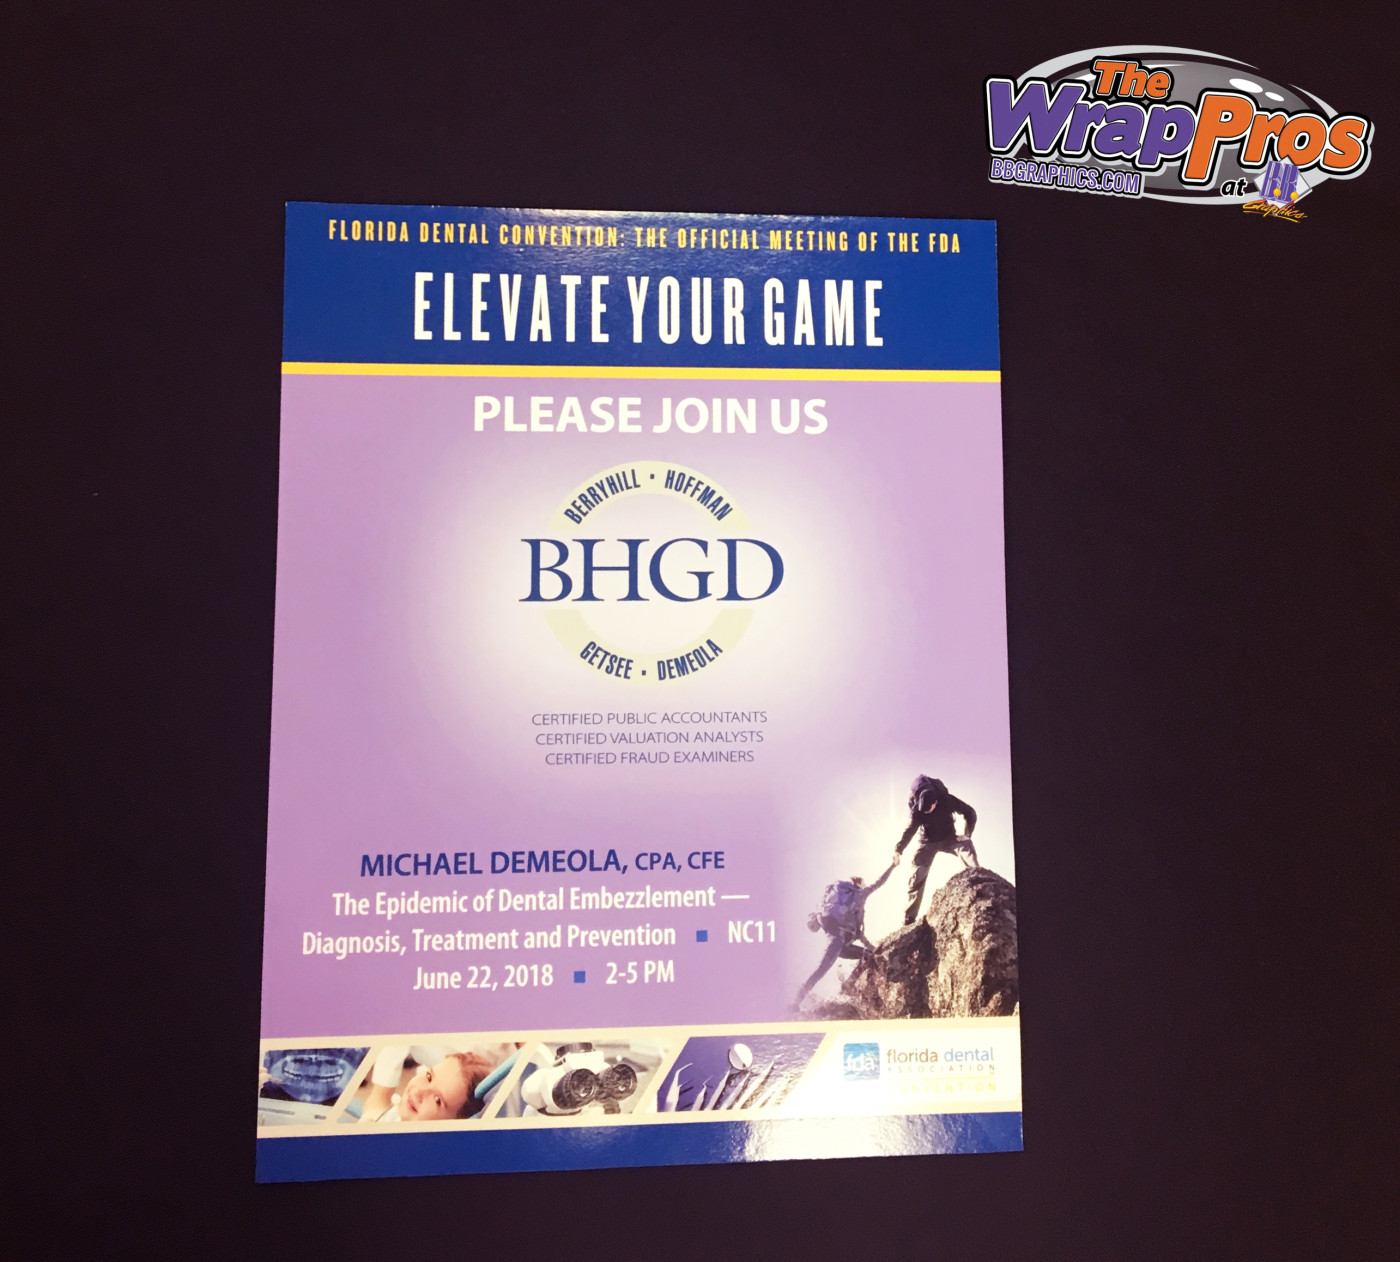 The
WrapPros
BBGRAPHICS.COM
at BB
Graphics
FLORIDA DENTAL CONVENTION: THE OFFICIAL MEETING OF THE FDA
ELEVATE YOUR GAME
PLEASE JOIN US
BERRYHILL · HOFFMAN
BHGD
GETSEE · DEMEOLA
CERTIFIED PUBLIC ACCOUNTANTS
CERTIFIED VALUATION ANALYSTS
CERTIFIED FRAUD EXAMINERS
MICHAEL DEMEOLA, CPA, CFE
The Epidemic of Dental Embezzlement —
Diagnosis, Treatment and Prevention ■ NC11
June 22, 2018 ■ 2-5 PM
fda florida dental
ASSOCIATION